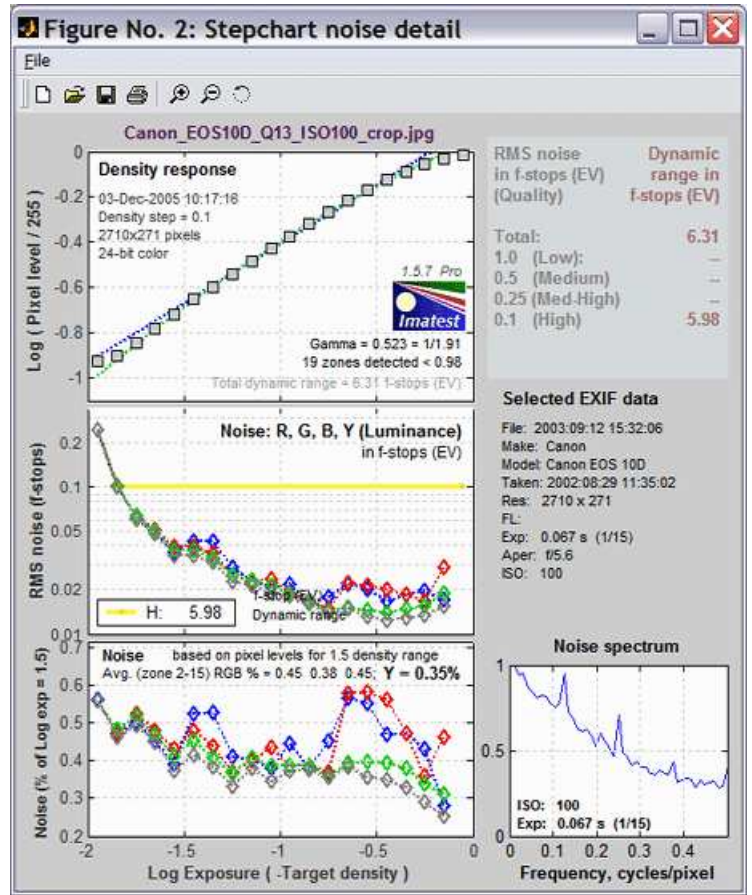 Figure No. 2: Stepchart noise detail
File
Canon_EOS10D_Q13_ISO100_crop.jpg
0
-0.2
-0.4
-0.6
-0.8
-1
Log ( Pixel level / 255 )
Density response
03-Dec-2005 10:17:16
Density step = 0.1
2710x271 pixels
24-bit color
1.5.7 Pro
Imatest
Gamma = 0.523 = 1/1.91
19 zones detected < 0.98
Total dynamic range = 6.31 f-stops (EV)
RMS noise
in f-stops (EV)
(Quality)
Dynamic
range in
f-stops (EV)
Total: 6.31
1.0 (Low): --
0.5 (Medium) --
0.25 (Med-High) --
0.1 (High) 5.98
Selected EXIF data
File: 2003:09:12 15:32:06
Make: Canon
Model: Canon EOS 10D
Taken: 2002:08:29 11:35:02
Res: 2710 x 271
FL:
Exp: 0.067 s (1/15)
Aper: f/5.6
ISO: 100
0.2
0.1
0.05
0.02
0.01
RMS noise (f-stops)
Noise: R, G, B, Y (Luminance)
in f-stops (EV)
H: 5.98
f-stop (EV)
Dynamic range
0.7
0.6
0.5
0.4
0.3
0.2
Noise (% of Log exp = 1.5)
Noise based on pixel levels for 1.5 density range
Avg. (zone 2-15) RGB % = 0.45 0.38 0.45; Y = 0.35%
-2 -1.5 -1 -0.5 0
Log Exposure ( -Target density )
Noise spectrum
1
0.5
0
ISO: 100
Exp: 0.067 s (1/15)
0 0.1 0.2 0.3 0.4
Frequency, cycles/pixel